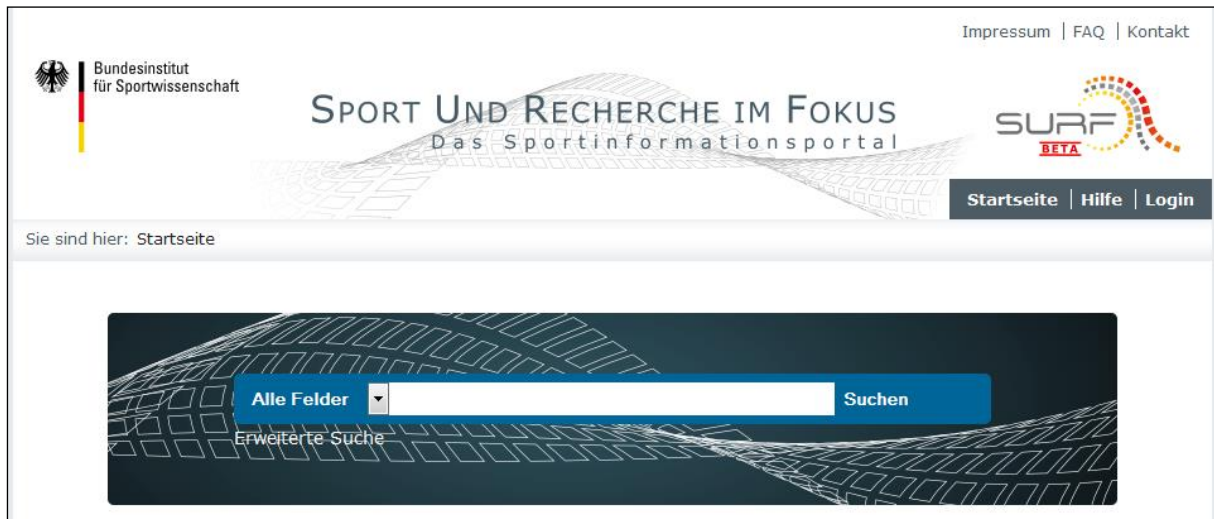 Impressum | FAQ | Kontakt
Bundesinstitut
für Sportwissenschaft
SPORT UND RECHERCHE IM FOKUS
Das Sportinformationsportal
SURF
BETA
Startseite | Hilfe | Login
Sie sind hier: Startseite
Alle Felder
Suchen
Erweiterte Suche